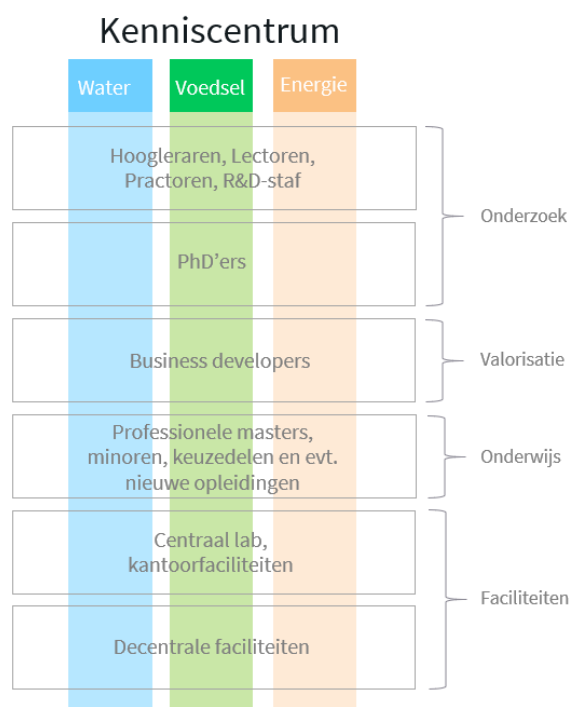 Kenniscentrum
Water
Voedsel
Energie
Hoogleraren, Lectoren,
Practoren, R&D-staf
PhD’ers
Onderzoek
Business developers
Valorisatie
Professionele masters,
minoren, keuzedelen en evt.
nieuwe opleidingen
Onderwijs
Centraal lab,
kantoorfaciliteiten
Decentrale faciliteiten
Faciliteiten